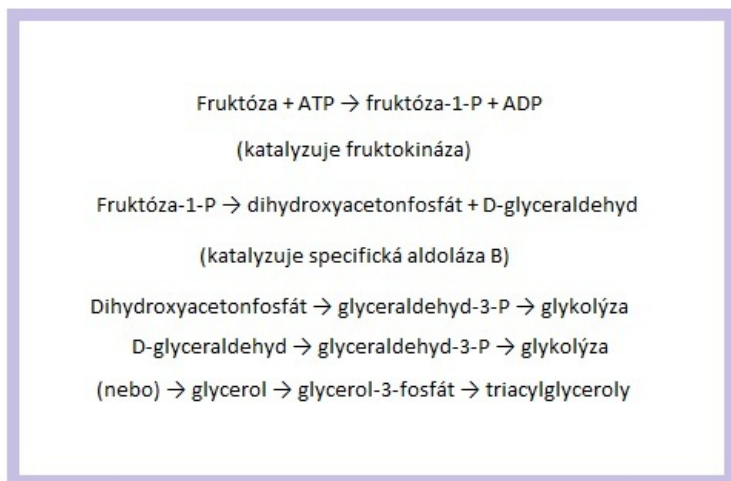 Fruktóza + ATP → fruktóza-1-P + ADP
(katalyzuje fruktokináza)
Fruktóza-1-P → dihydroxyacetonfosfát + D-glyceraldehyd
(katalyzuje specifická aldoláza B)
Dihydroxyacetonfosfát → glyceraldehyd-3-P → glykolýza
D-glyceraldehyd → glyceraldehyd-3-P → glykolýza
(nebo) → glycerol → glycerol-3-fosfát → triacylglyceroly